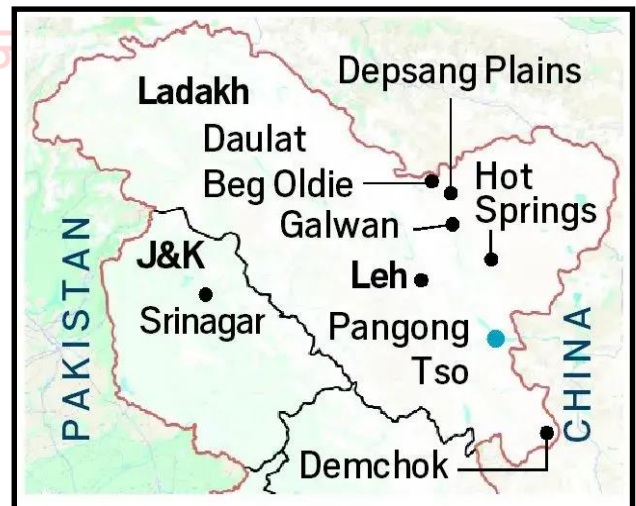 Depsang Plains
Ladakh
Daulat
Beg Oldie
Hot
Springs
Galwan
J&K
Leh
Srinagar
Pangong
Tso
PAKISTAN
CHINA
Demchok